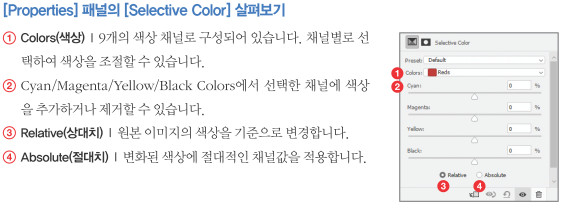 [Properties] 패널의 [Selective Color] 살펴보기
① Colors(색상) | 9개의 색상 채널로 구성되어 있습니다. 채널별로 선
택하여 색상을 조절할 수 있습니다.
② Cyan/Magenta/Yellow/Black Colors에서 선택한 채널에 색상
을 추가하거나 제거할 수 있습니다.
③ Relative(상대치) | 원본 이미지의 색상을 기준으로 변경합니다.
④ Absolute(절대치) | 변화된 색상에 절대적인 채널값을 적용합니다.
Selective Color
Preset: Default
① Colors: Reds
② Cyan: 0 %
Magenta: 0 %
Yellow: 0 %
Black: 0 %
Relative Absolute
③ ④